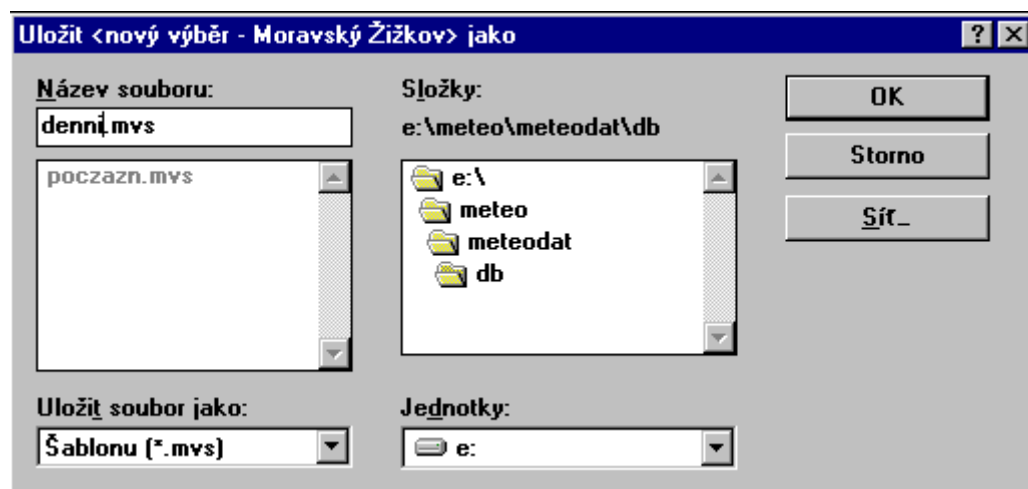 Uložit <nový výběr - Moravský Žižkov> jako
Název souboru:
denni.mvs
poczazn.mvs
Uložit soubor jako:
Šablonu (*.mvs)
Složky:
e:\meteo\meteodat\db
e:\
meteo
meteodat
db
Jednotky:
e:
OK
Storno
Síť...